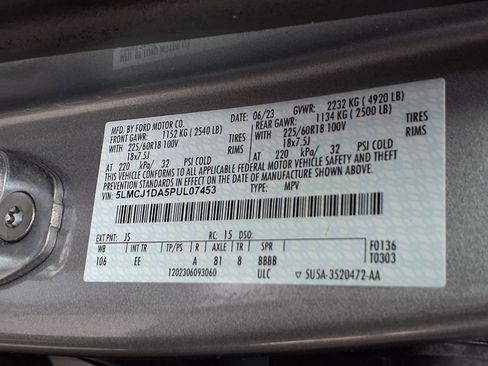 MFD. BY FORD MOTOR CO.
DATE: 06/23 GVWR: 2232 KG ( 4920 LB)
FRONT GAWR: 1152 KG ( 2540 LB) REAR GAWR: 1134 KG ( 2500 LB)
WITH 225/60R18 100V TIRES WITH 225/60R18 100V TIRES
18x7.5J RIMS 18x7.5J RIMS
AT 220 kPa/ 32 PSI COLD AT 220 kPa/ 32 PSI COLD
THIS VEHICLE CONFORMS TO ALL APPLICABLE FEDERAL MOTOR VEHICLE SAFETY AND THEFT
PREVENTION STANDARDS IN EFFECT ON THE DATE OF MANUFACTURE SHOWN ABOVE.
VIN: 5LMCJ1DA5PUL07453 TYPE: MPV
EXT PNT: JS RC: 15 DSO: F0136
WB INT TR TP/PS R AXLE TR SPR T0303
106 EE A 81 8 BBBB
1202306093060 ULC ▽ 5U5A-3520472-AA